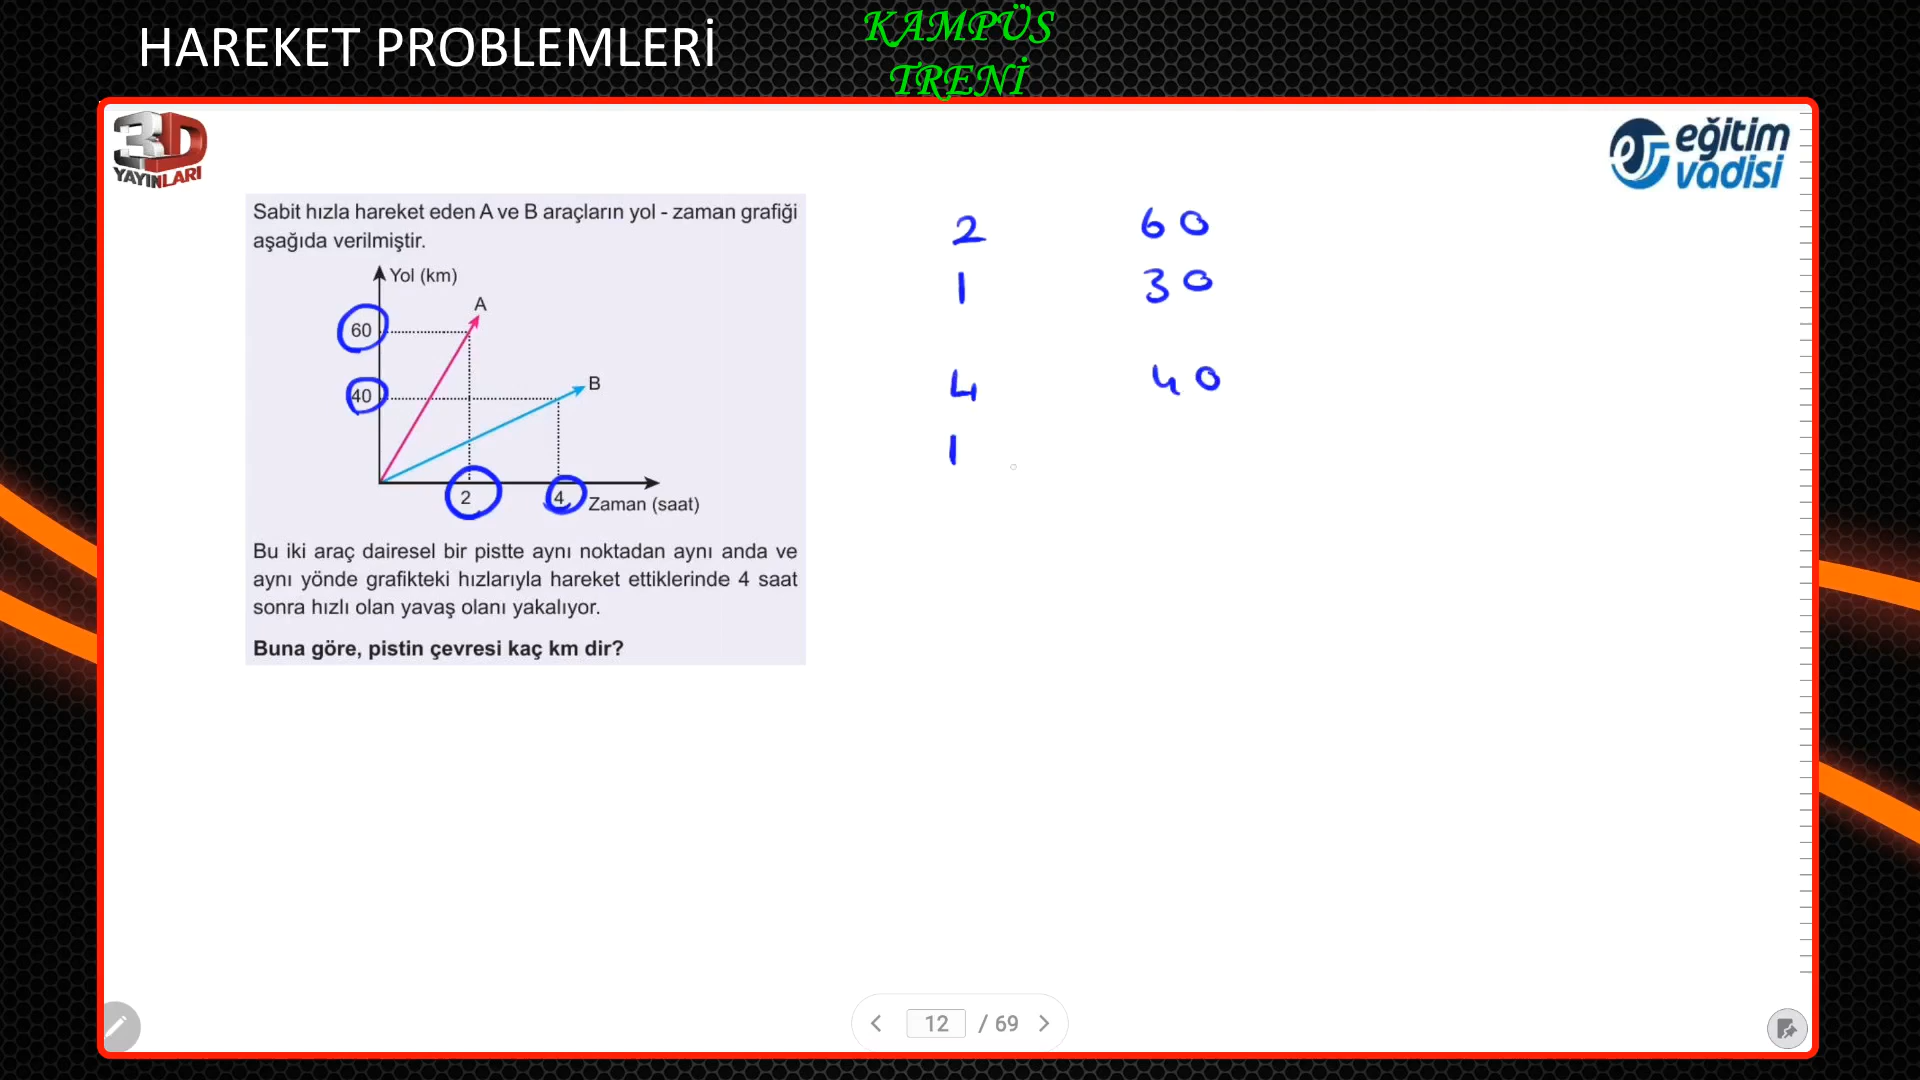 HAREKET PROBLEMLERİ
KAMPÜS
TRENİ
3D
YAYINLARI
eğitim
vadisi
Sabit hızla hareket eden A ve B araçların yol - zaman grafiği
aşağıda verilmiştir.
Yol (km)
A
60
40
B
2
4
Zaman (saat)
Bu iki araç dairesel bir pistte aynı noktadan aynı anda ve
aynı yönde grafikteki hızlarıyla hareket ettiklerinde 4 saat
sonra hızlı olan yavaş olanı yakalıyor.
Buna göre, pistin çevresi kaç km dir?
2 60
1 30
4 40
1
12 / 69